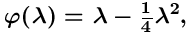 φ(λ) = λ − ¼λ²,